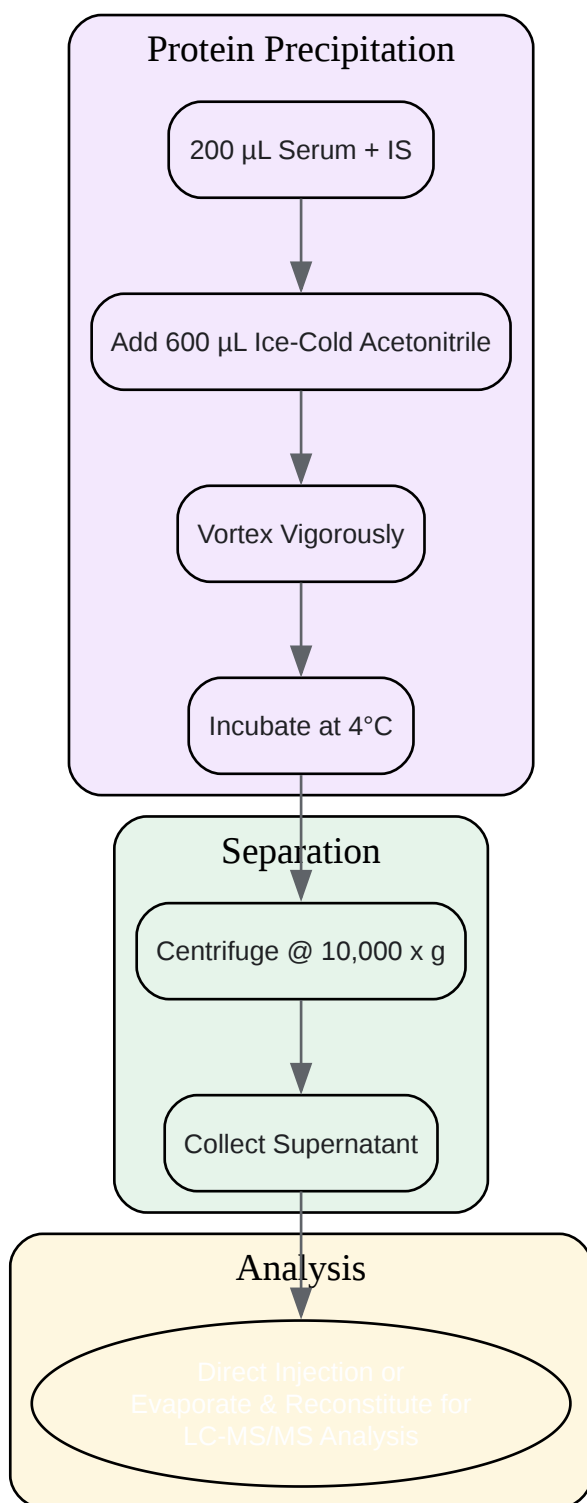 Protein Precipitation
200 µL Serum + IS
Add 600 µL Ice-Cold Acetonitrile
Vortex Vigorously
Incubate at 4°C
Separation
Centrifuge @ 10,000 x g
Collect Supernatant
Analysis
Direct Injection or
Evaporate & Reconstitute for
LC-MS/MS Analysis